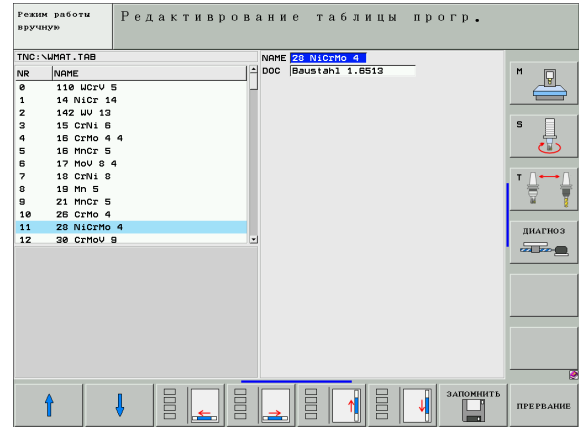 Режим работы
вручную
Редактиврование таблицы прогр.
TNC:\WMAT.TAB
NR NAME
0 110 WCrV 5
1 14 NiCr 14
2 142 WV 13
3 15 CrNi 6
4 16 CrMo 4 4
5 16 MnCr 5
6 17 MoV 8 4
7 18 CrNi 8
8 19 Mn 5
9 21 MnCr 5
10 26 CrMo 4
11 28 NiCrMo 4
12 30 CrMoV 9
NAME 28 NiCrMo 4
DOC Baustahl 1.6513
M
S
T
ДИАГНОЗ
ЗАПОМНИТЬ
ПРЕРВАНИЕ